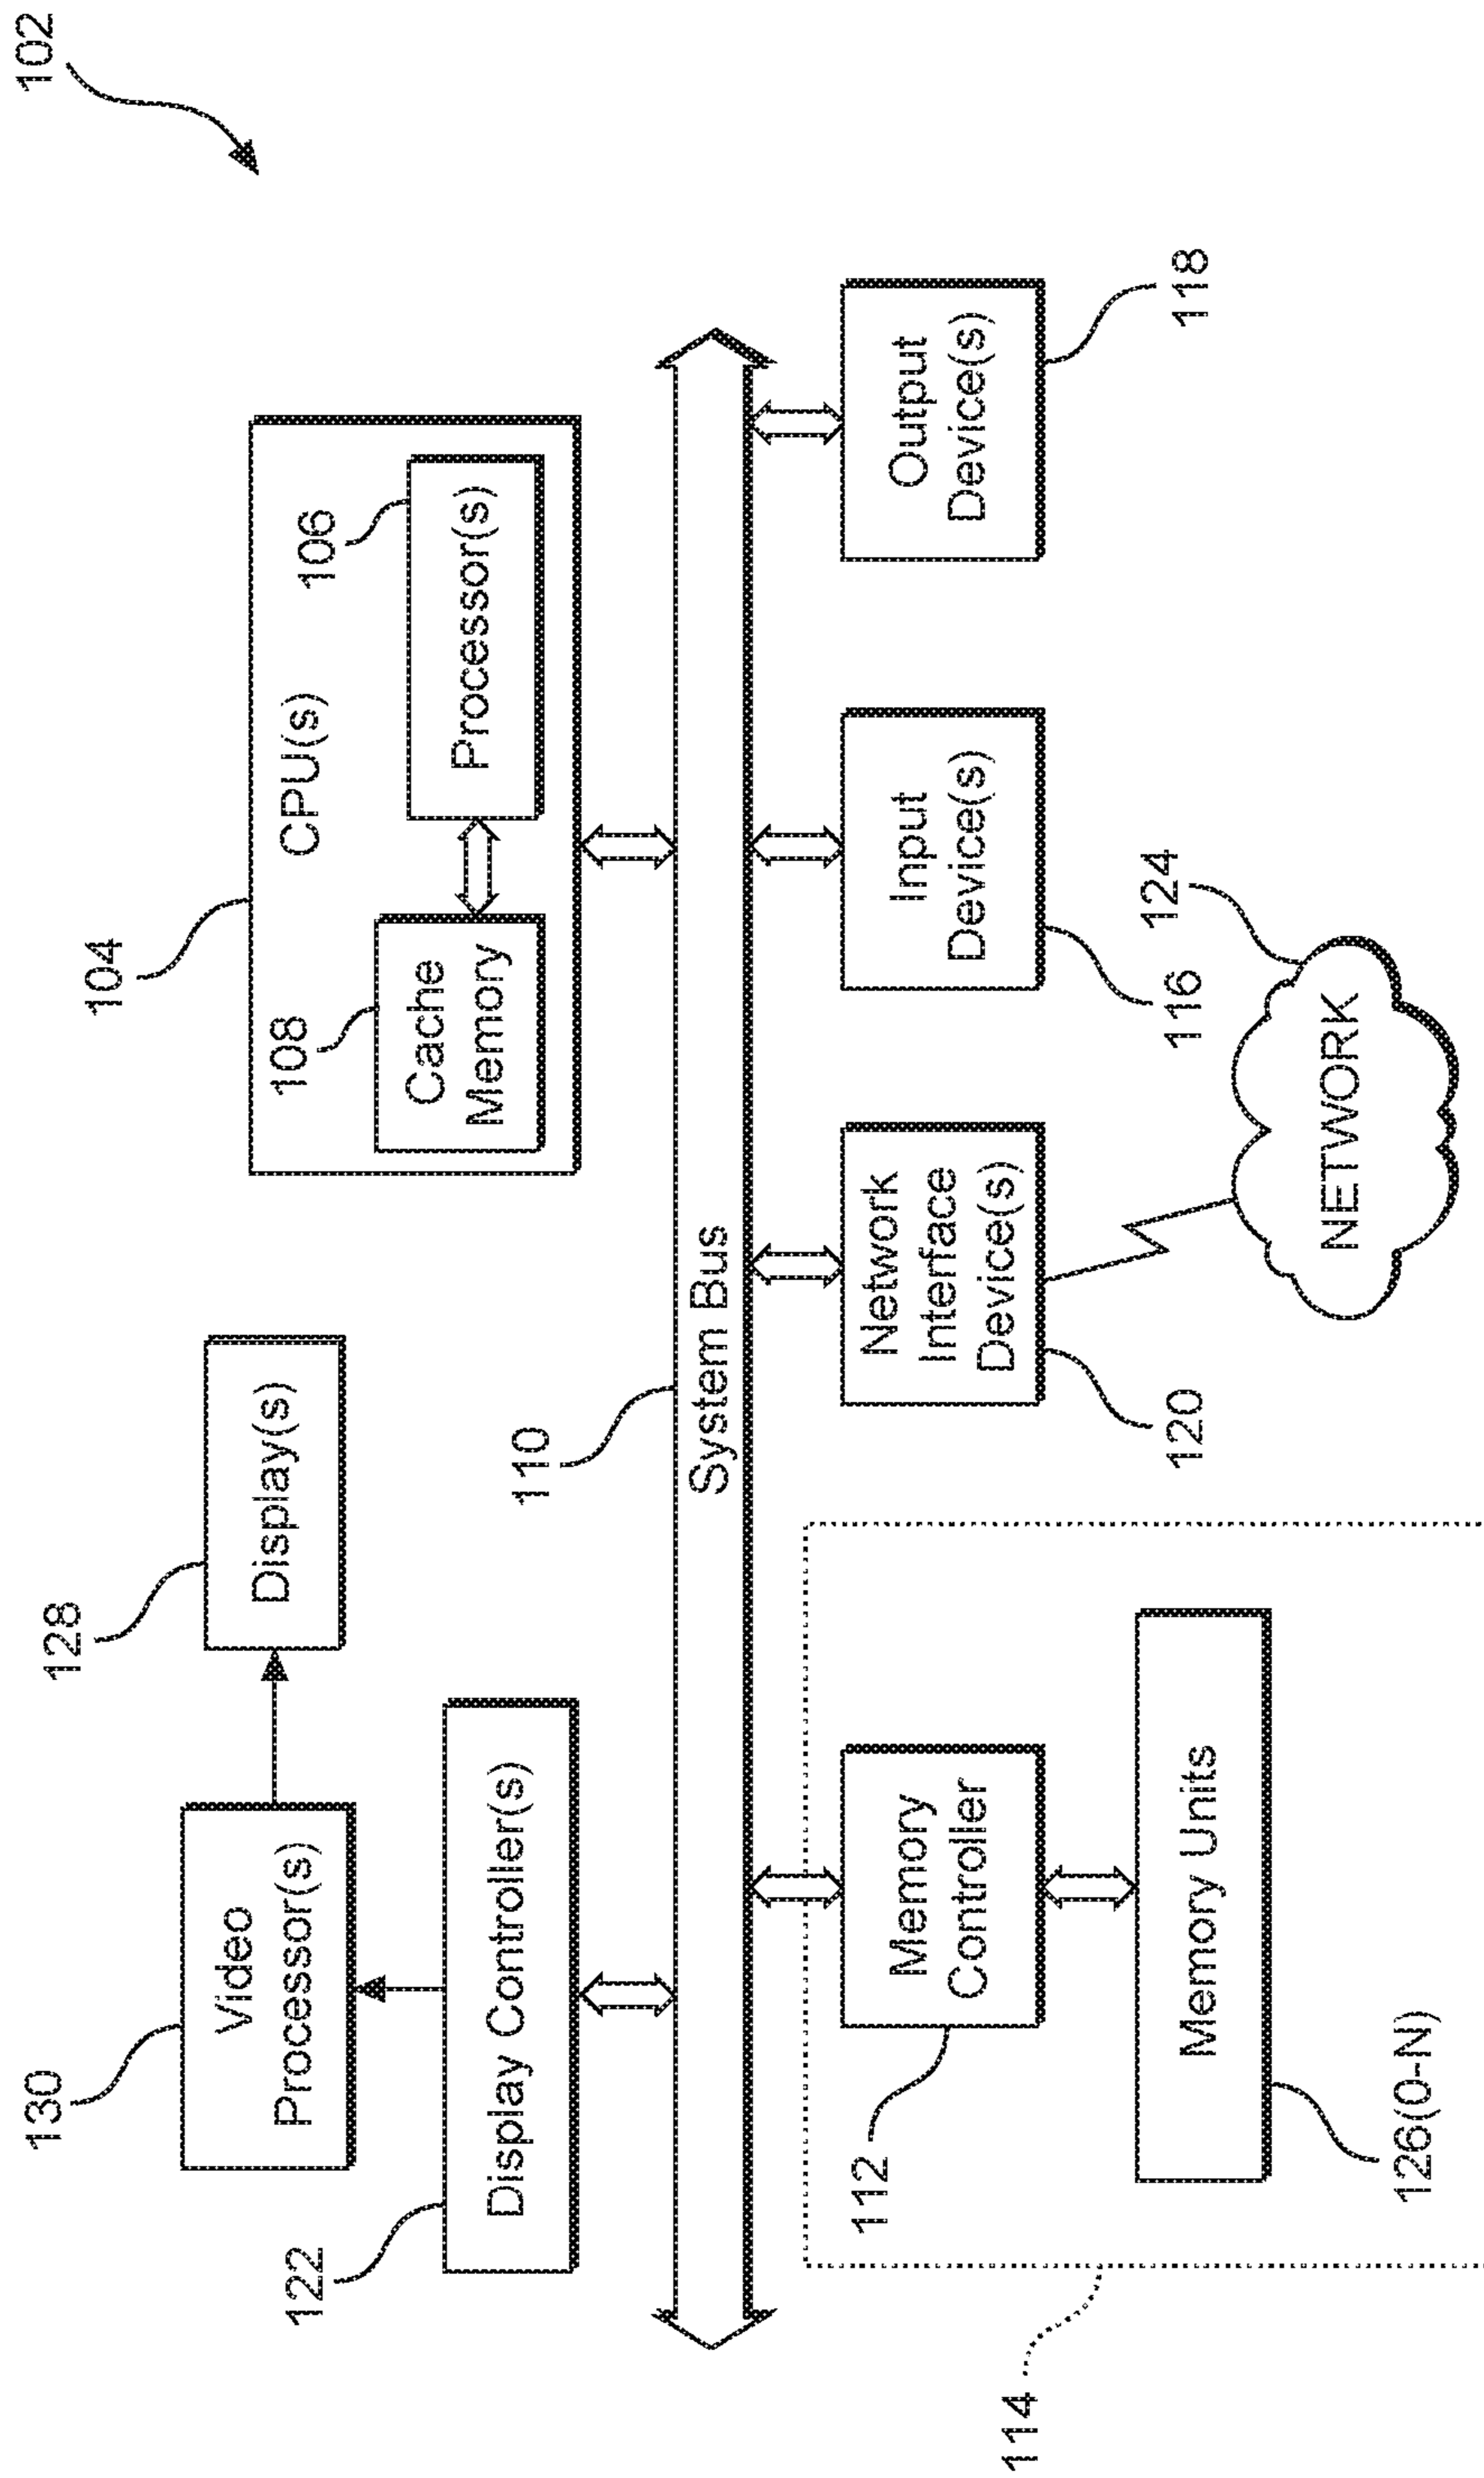 102
104
CPU(s)
106
108
Cache
Memory
Processor(s)
128
Display(s)
130
Video
Processor(s)
122
Display Controller(s)
110
System Bus
112
Memory
Controller
Network
Interface
Device(s)
Input
Device(s)
Output
Device(s)
120
116
118
124
NETWORK
Memory Units
126(0-N)
114